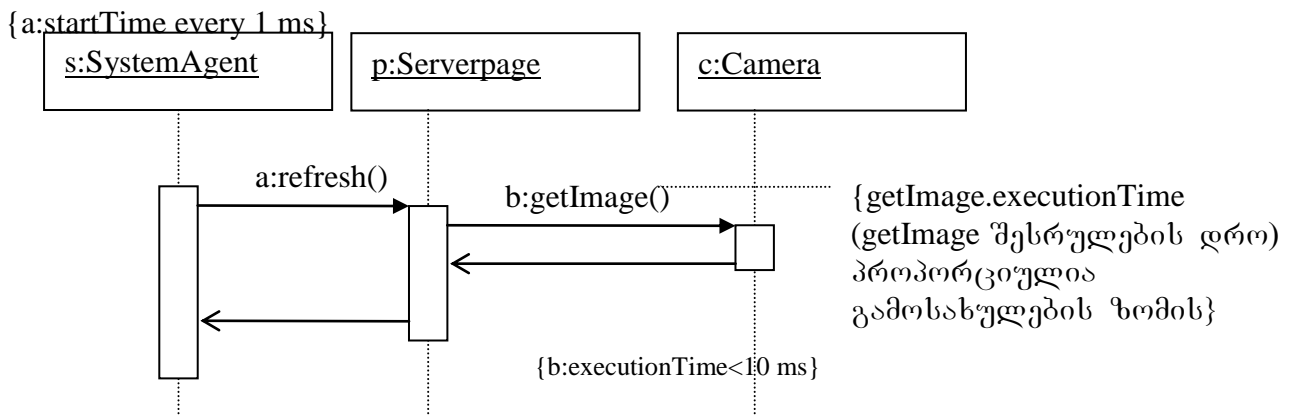 {a:startTime every 1 ms}
s:SystemAgent
p:Serverpage
c:Camera
a:refresh()
b:getImage()
{getImage.executionTime
(getImage შესრულების დრო)
პროპორციულია
გამოსახულების ზომის}
{b:executionTime<10 ms}